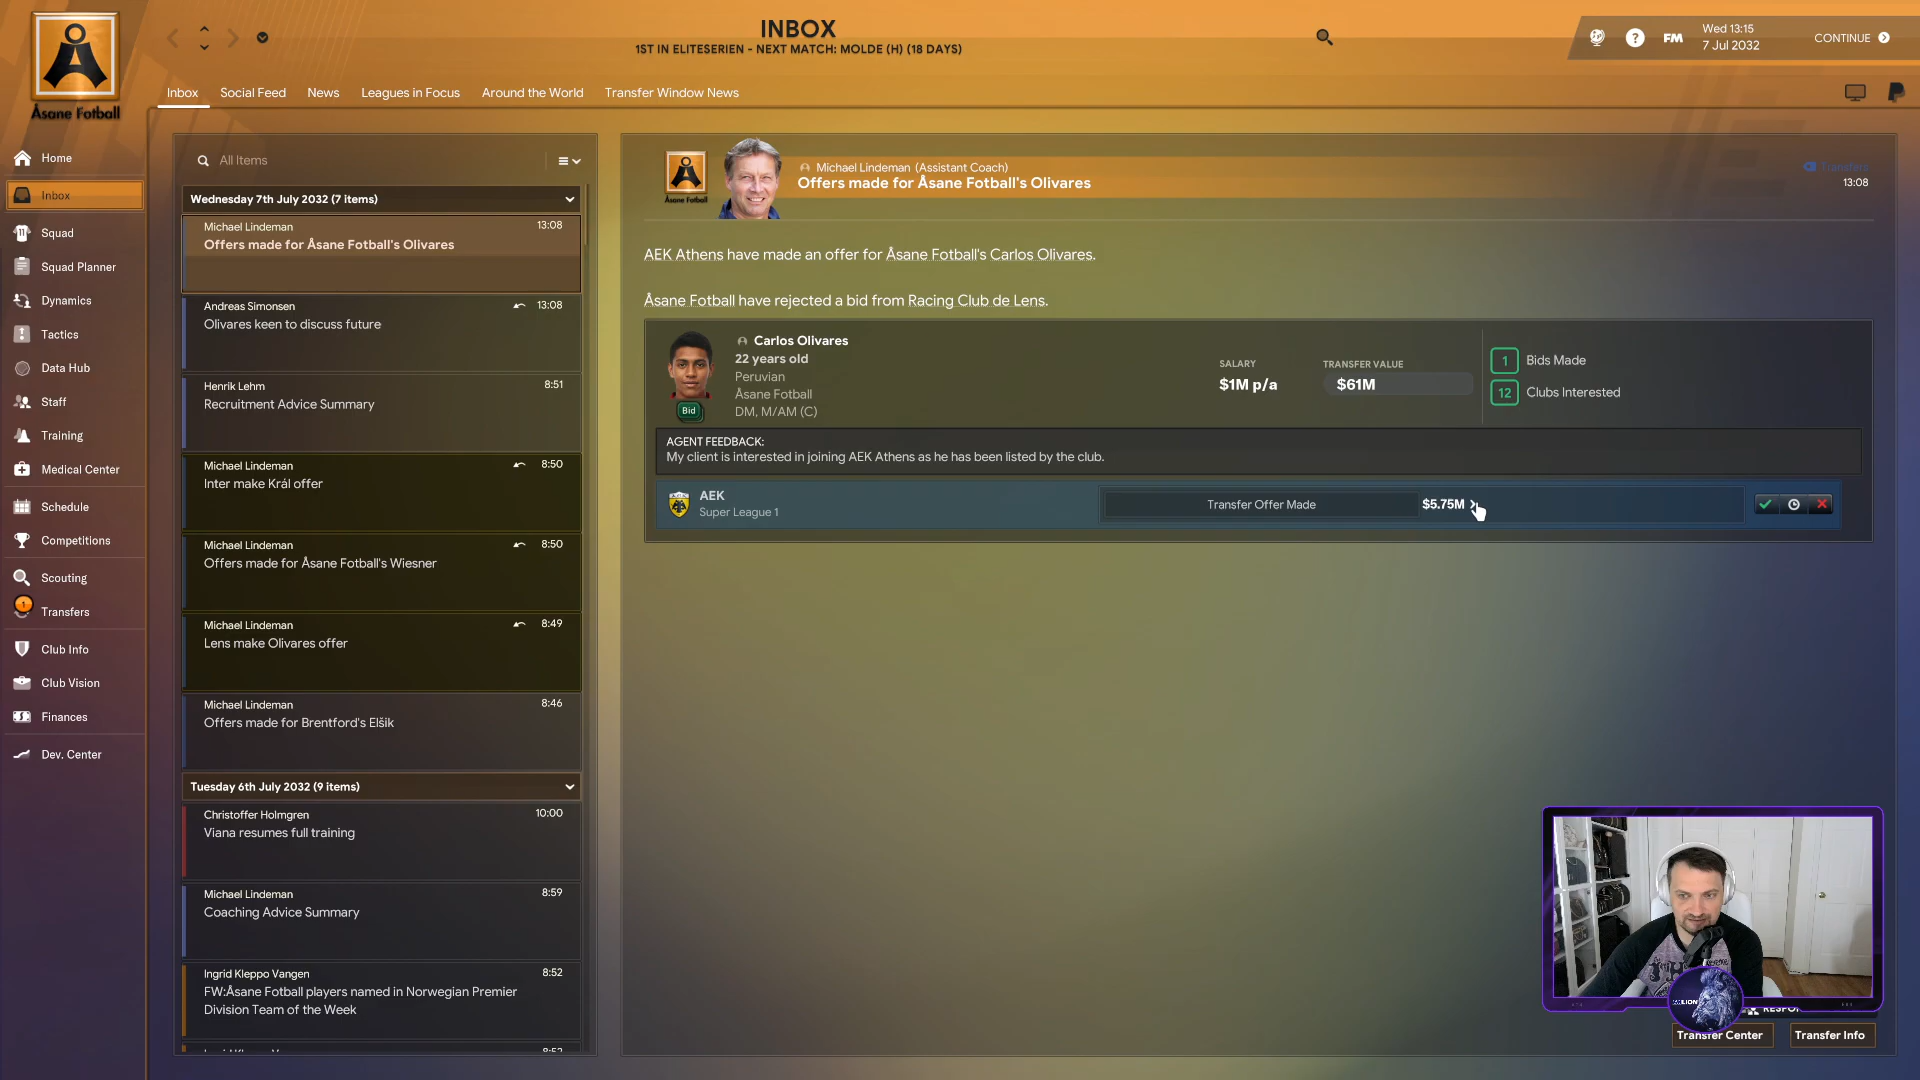 INBOX
1ST IN ELITESERIEN - NEXT MATCH: MOLDE (H) (18 DAYS)
FM
Wed 13:15
7 Jul 2032
CONTINUE
Åsane Fotball
Inbox
Social Feed
News
Leagues in Focus
Around the World
Transfer Window News
Home
Inbox
Squad
Squad Planner
Dynamics
Tactics
Data Hub
Staff
Training
Medical Center
Schedule
Competitions
Scouting
1
Transfers
Club Info
Club Vision
Finances
Dev. Center
All Items
Wednesday 7th July 2032 (7 items)
Michael Lindeman
13:08
Offers made for Åsane Fotball's Olivares
Andreas Simonsen
13:08
Olivares keen to discuss future
Henrik Lehm
8:51
Recruitment Advice Summary
Michael Lindeman
8:50
Inter make Král offer
Michael Lindeman
8:50
Offers made for Åsane Fotball's Wiesner
Michael Lindeman
8:49
Lens make Olivares offer
Michael Lindeman
8:46
Offers made for Brentford's Elšik
Tuesday 6th July 2032 (9 items)
Christoffer Holmgren
10:00
Viana resumes full training
Michael Lindeman
8:59
Coaching Advice Summary
Ingrid Kleppo Vangen
8:52
FW:Åsane Fotball players named in Norwegian Premier
Division Team of the Week
Åsane Fotball
Michael Lindeman (Assistant Coach)
Offers made for Åsane Fotball's Olivares
Transfers
13:08
AEK Athens have made an offer for Åsane Fotball's Carlos Olivares.
Åsane Fotball have rejected a bid from Racing Club de Lens.
Carlos Olivares
22 years old
Peruvian
Åsane Fotball
DM, M/AM (C)
Bid
SALARY
$1M p/a
TRANSFER VALUE
$61M
1 Bids Made
12 Clubs Interested
AGENT FEEDBACK:
My client is interested in joining AEK Athens as he has been listed by the club.
AEK
Super League 1
Transfer Offer Made
$5.75M
Transfer Center
Transfer Info